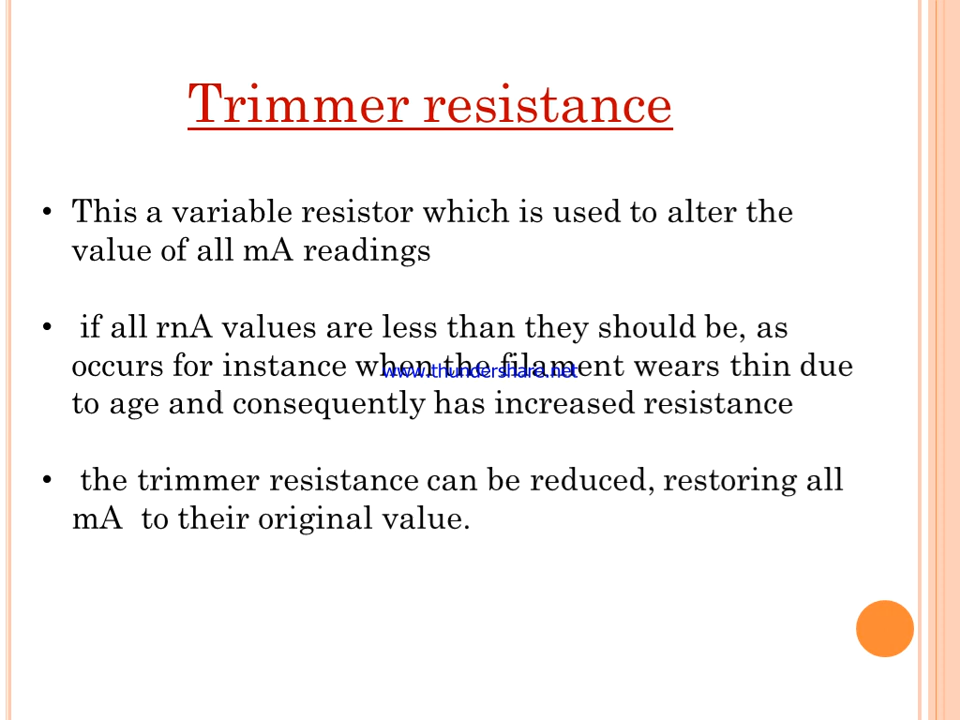 Trimmer resistance
• This a variable resistor which is used to alter the
value of all mA readings
• if all rnA values are less than they should be, as
occurs for instance when the filament wears thin due
www.thundershare.net
to age and consequently has increased resistance
• the trimmer resistance can be reduced, restoring all
mA to their original value.